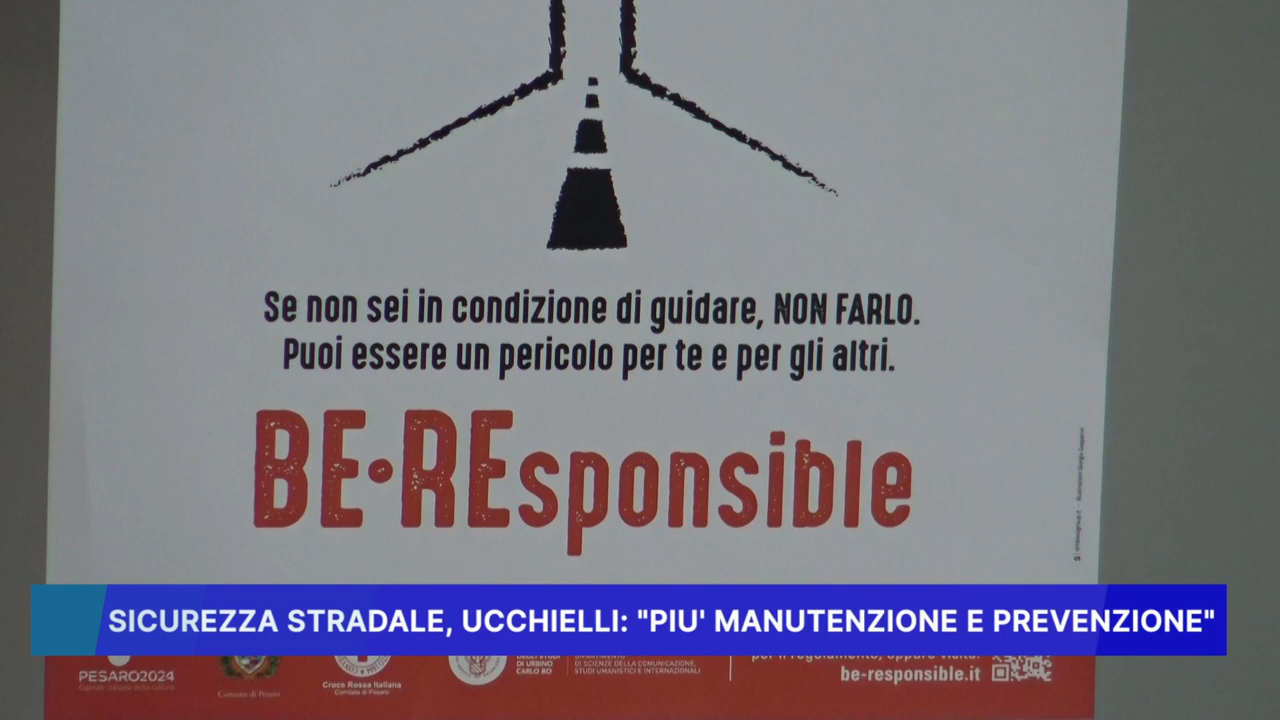 Se non sei in condizione di guidare, NON FARLO.
Puoi essere un pericolo per te e per gli altri.
BE•REsponsible
SICUREZZA STRADALE, UCCHIELLI: "PIU' MANUTENZIONE E PREVENZIONE"
PESARO2024
Comune di Pesaro
Croce Rossa Italiana
Comitato di Pesaro
DI URBINO
CARLO BO
DI SCIENZE DELLA COMUNICAZIONE,
STUDI UMANISTICI E INTERNAZIONALI
be-responsible.it